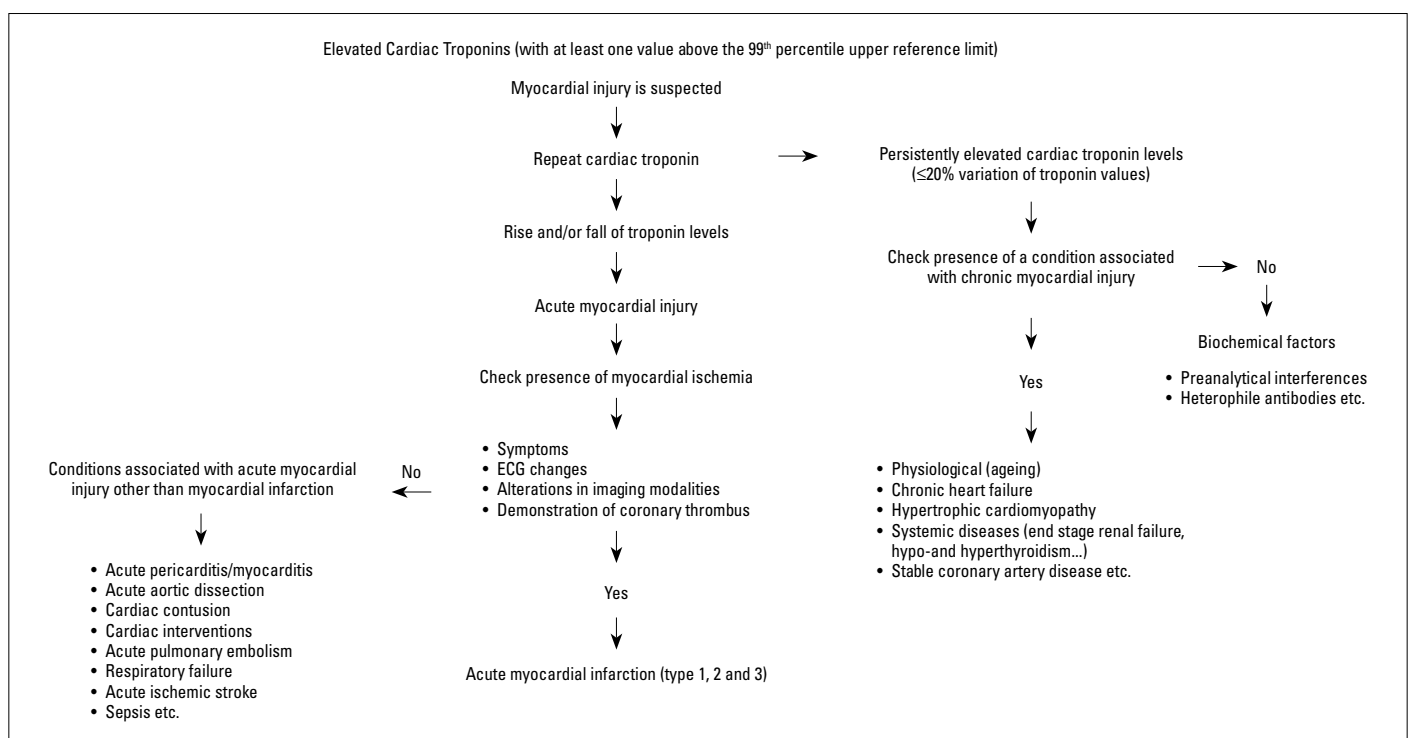 Elevated Cardiac Troponins (with at least one value above the 99th percentile upper reference limit)
Myocardial injury is suspected
Repeat cardiac troponin
Persistently elevated cardiac troponin levels
(≤20% variation of troponin values)
Rise and/or fall of troponin levels
Check presence of a condition associated
with chronic myocardial injury
No
Acute myocardial injury
Biochemical factors
• Preanalytical interferences
• Heterophile antibodies etc.
Check presence of myocardial ischemia
Yes
• Symptoms
• ECG changes
• Alterations in imaging modalities
• Demonstration of coronary thrombus
No
Conditions associated with acute myocardial
injury other than myocardial infarction
• Physiological (ageing)
• Chronic heart failure
• Hypertrophic cardiomyopathy
• Systemic diseases (end stage renal failure,
hypo-and hyperthyroidism...)
• Stable coronary artery disease etc.
• Acute pericarditis/myocarditis
• Acute aortic dissection
• Cardiac contusion
• Cardiac interventions
• Acute pulmonary embolism
• Respiratory failure
• Acute ischemic stroke
• Sepsis etc.
Yes
Acute myocardial infarction (type 1, 2 and 3)